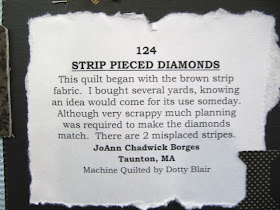 124
STRIP PIECED DIAMONDS
This quilt began with the brown strip
fabric. I bought several yards, knowing
an idea would come for its use someday.
Although very scrappy much planning
was required to make the diamonds
match. There are 2 misplaced stripes.
JoAnn Chadwick Borges
Taunton, MA
Machine Quilted by Dotty Blair